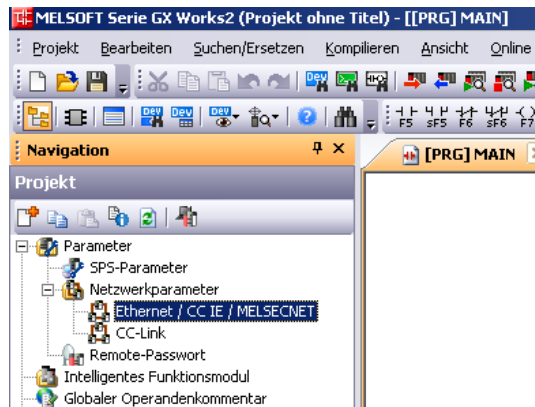 MELSOFT Serie GX Works2 (Projekt ohne Titel) - [[PRG] MAIN]
Projekt Bearbeiten Suchen/Ersetzen Kompilieren Ansicht Online
F5 sF5 F6 sF6 F7
Navigation
[PRG] MAIN
Projekt
Parameter
SPS-Parameter
Netzwerkparameter
Ethernet / CC IE / MELSECNET
CC-Link
Remote-Passwort
Intelligentes Funktionsmodul
Globaler Operandenkommentar